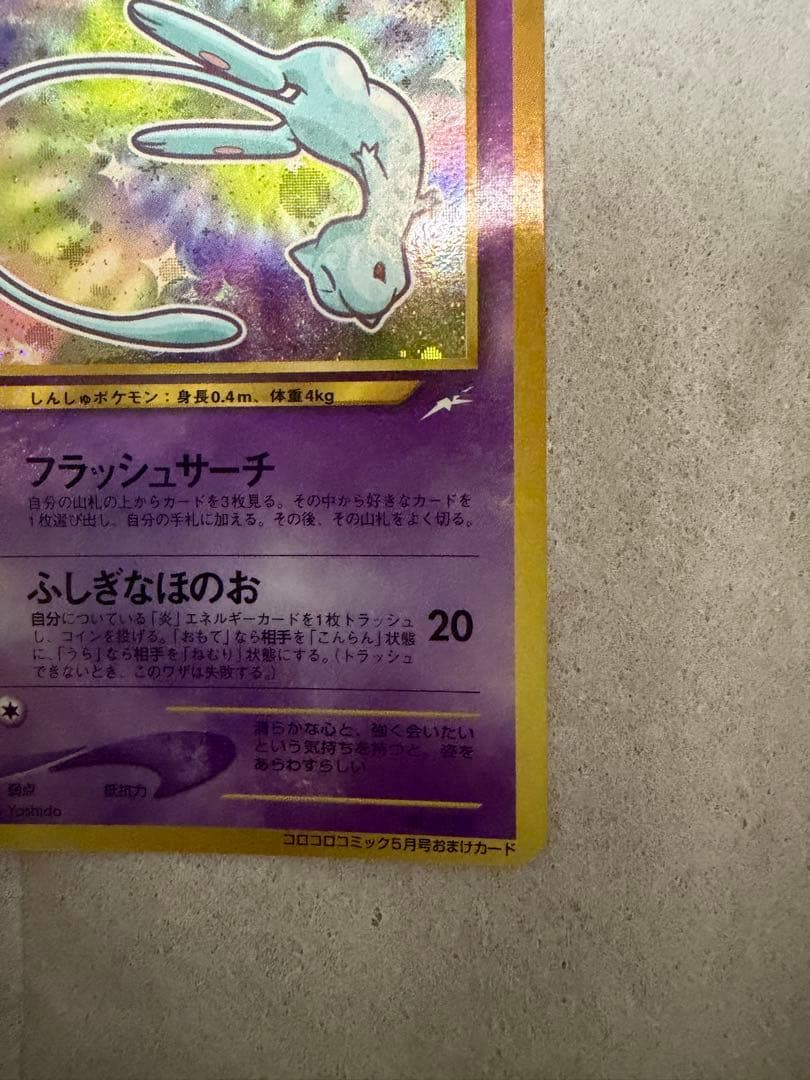 しんしゅポケモン：身長0.4m、体重4kg
フラッシュサーチ
自分の山札の上からカードを3枚見る。その中から好きなカードを
1枚選び出し、自分の手札に加える。その後、その山札をよく切る。
ふしぎなほのお
自分についている「炎」エネルギーカードを1枚トラッシュ
し、コインを投げる。「おもて」なら相手を「こんらん」状態
に、「うら」なら相手を「ねむり」状態にする。（トラッシュ
できないとき、このワザは失敗する。）
20
清らかな心と、強く会いたい
という気持ちを持つと、姿を
あらわすらしい。
弱点
抵抗力
Yoshida
コロコロコミック5月号おまけカード